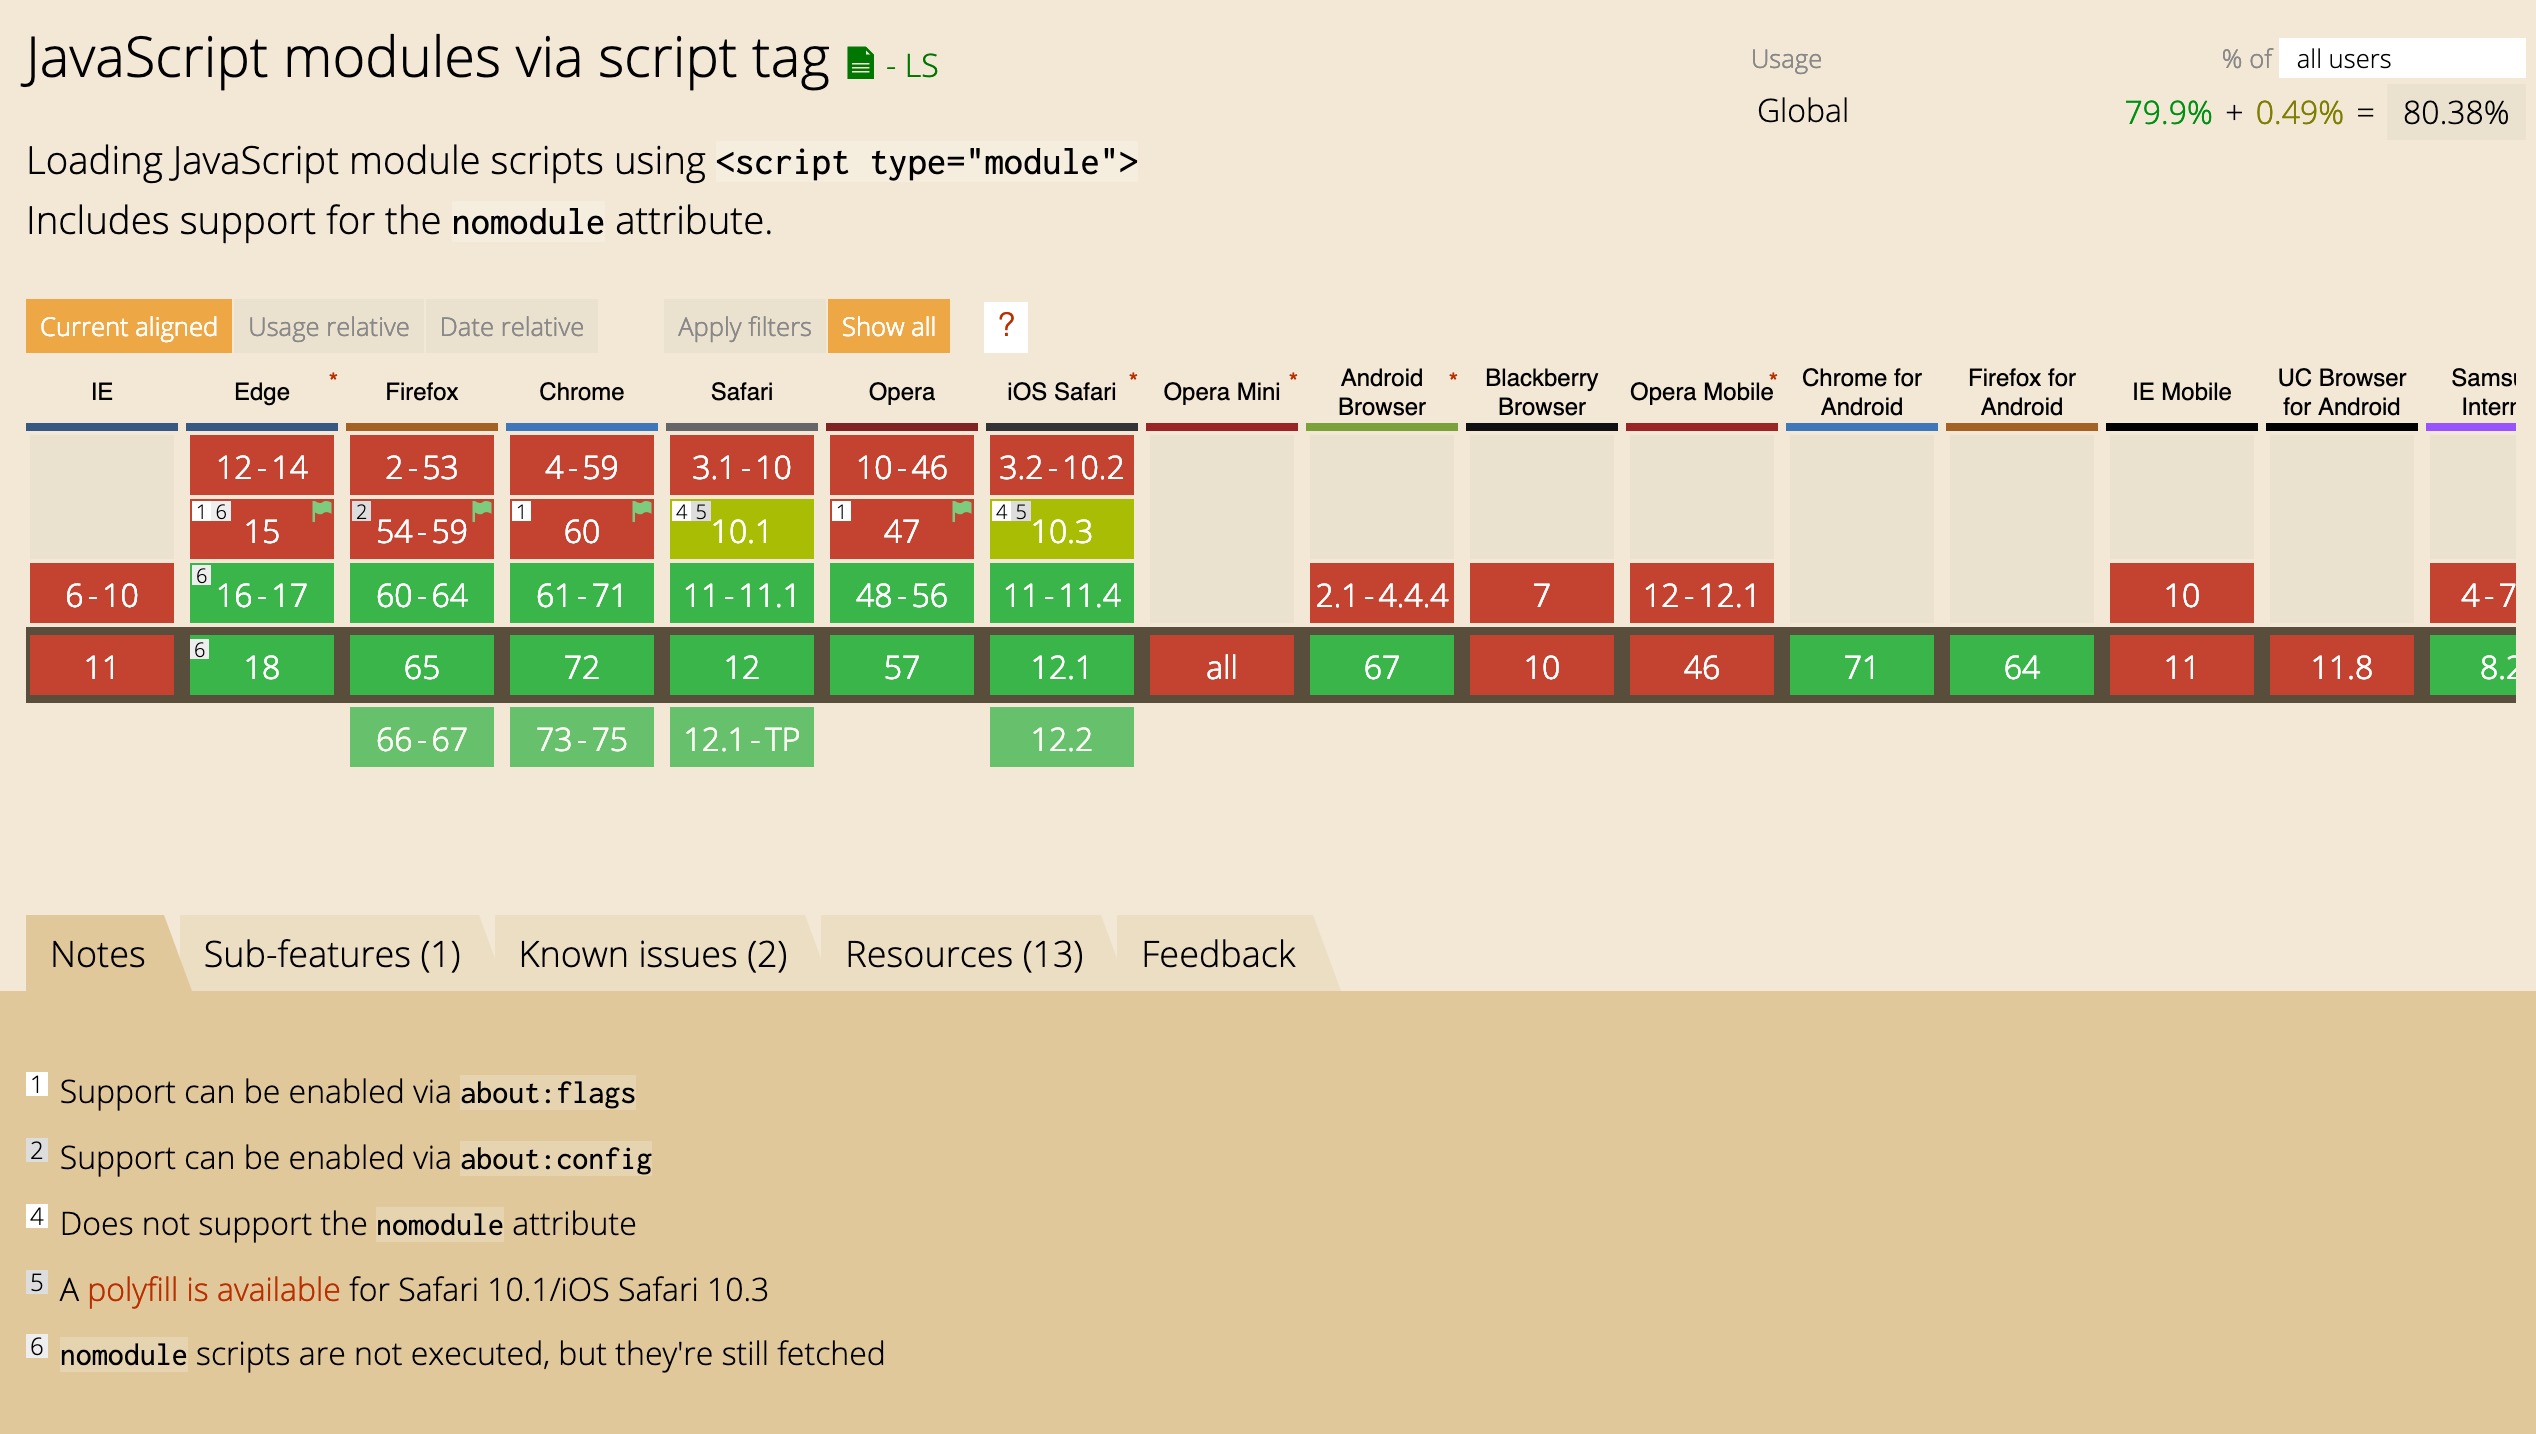 JavaScript modules via script tag - LS
Usage % of all users
Global 79.9% + 0.49% = 80.38%
Loading JavaScript module scripts using <script type="module">
Includes support for the nomodule attribute.
Current aligned Usage relative Date relative Apply filters Show all ?
IE Edge * Firefox Chrome Safari Opera iOS Safari * Opera Mini * Android Browser * Blackberry Browser Opera Mobile * Chrome for Android Firefox for Android IE Mobile UC Browser for Android
12-14 2-53 4-59 3.1-10 10-46 3.2-10.2
1 6 15 2 54-59 1 60 4 5 10.1 1 47 4 5 10.3
6-10 6 16-17 60-64 61-71 11-11.1 48-56 11-11.4 2.1-4.4.4 7 12-12.1 10 4-7
11 6 18 65 72 12 57 12.1 all 67 10 46 71 64 11 11.8 8.2
66-67 73-75 12.1-TP 12.2
Notes Sub-features (1) Known issues (2) Resources (13) Feedback
1 Support can be enabled via about:flags
2 Support can be enabled via about:config
4 Does not support the nomodule attribute
5 A polyfill is available for Safari 10.1/iOS Safari 10.3
6 nomodule scripts are not executed, but they're still fetched